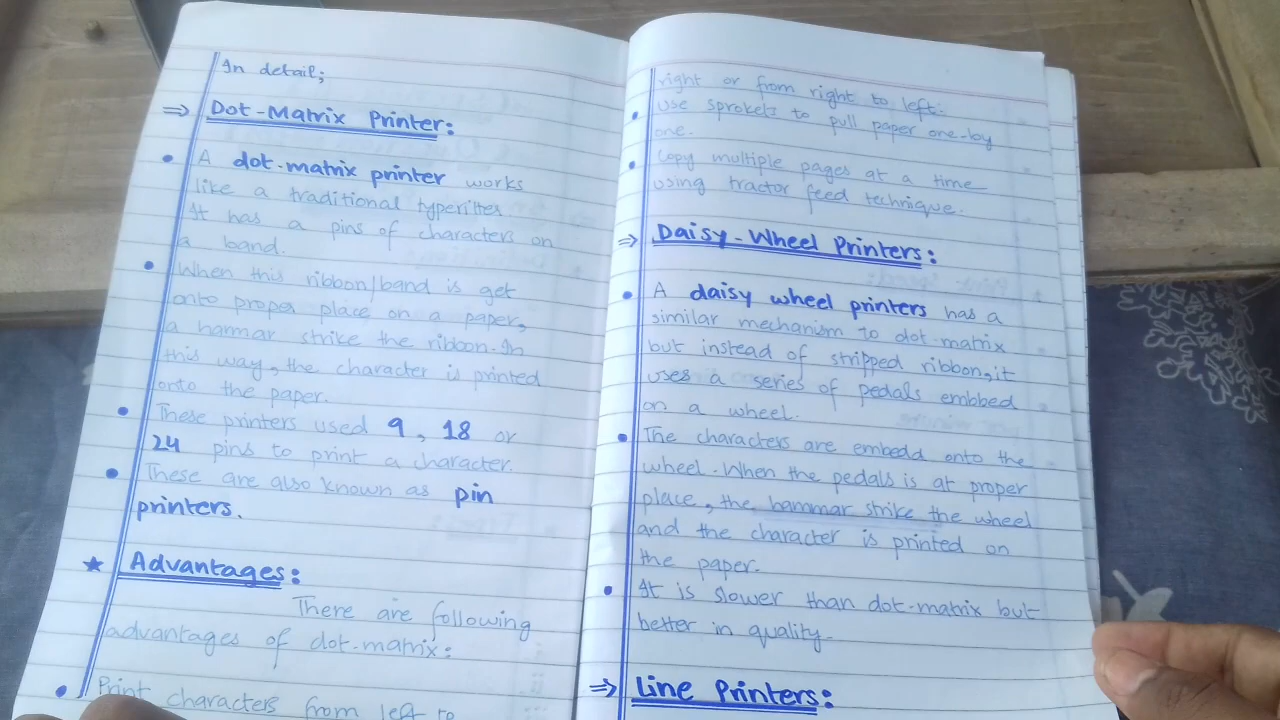 In detail;
⇒ Dot-Matrix Printer:
• A dot-matrix printer works
like a traditional typeriter
It has a pins of characters on
a band.
• When this ribbon/band is get
onto proper place on a paper,
a hammar strike the ribbon. In
this way, the character is printed
onto the paper.
• These printers used 9, 18 or
24 pins to print a character.
• These are also known as pin
printers.
★ Advantages:
There are following
advantages of dot-matrix:
• Print characters from left to
right or from right to left.
• Use sprokets to pull paper one-by
one.
• Copy multiple pages at a time
using tractor feed technique.
⇒ Daisy-Wheel Printers:
• A daisy wheel printers has a
similar mechanism to dot-matrix
but instead of stripped ribbon, it
uses a series of pedals embbed
on a wheel.
• The characters are embedd onto the
wheel. When the pedals is at proper
place, the hammar strike the wheel
and the character is printed on
the paper.
• It is slower than dot-matrix but
better in quality.
⇒ Line Printers: